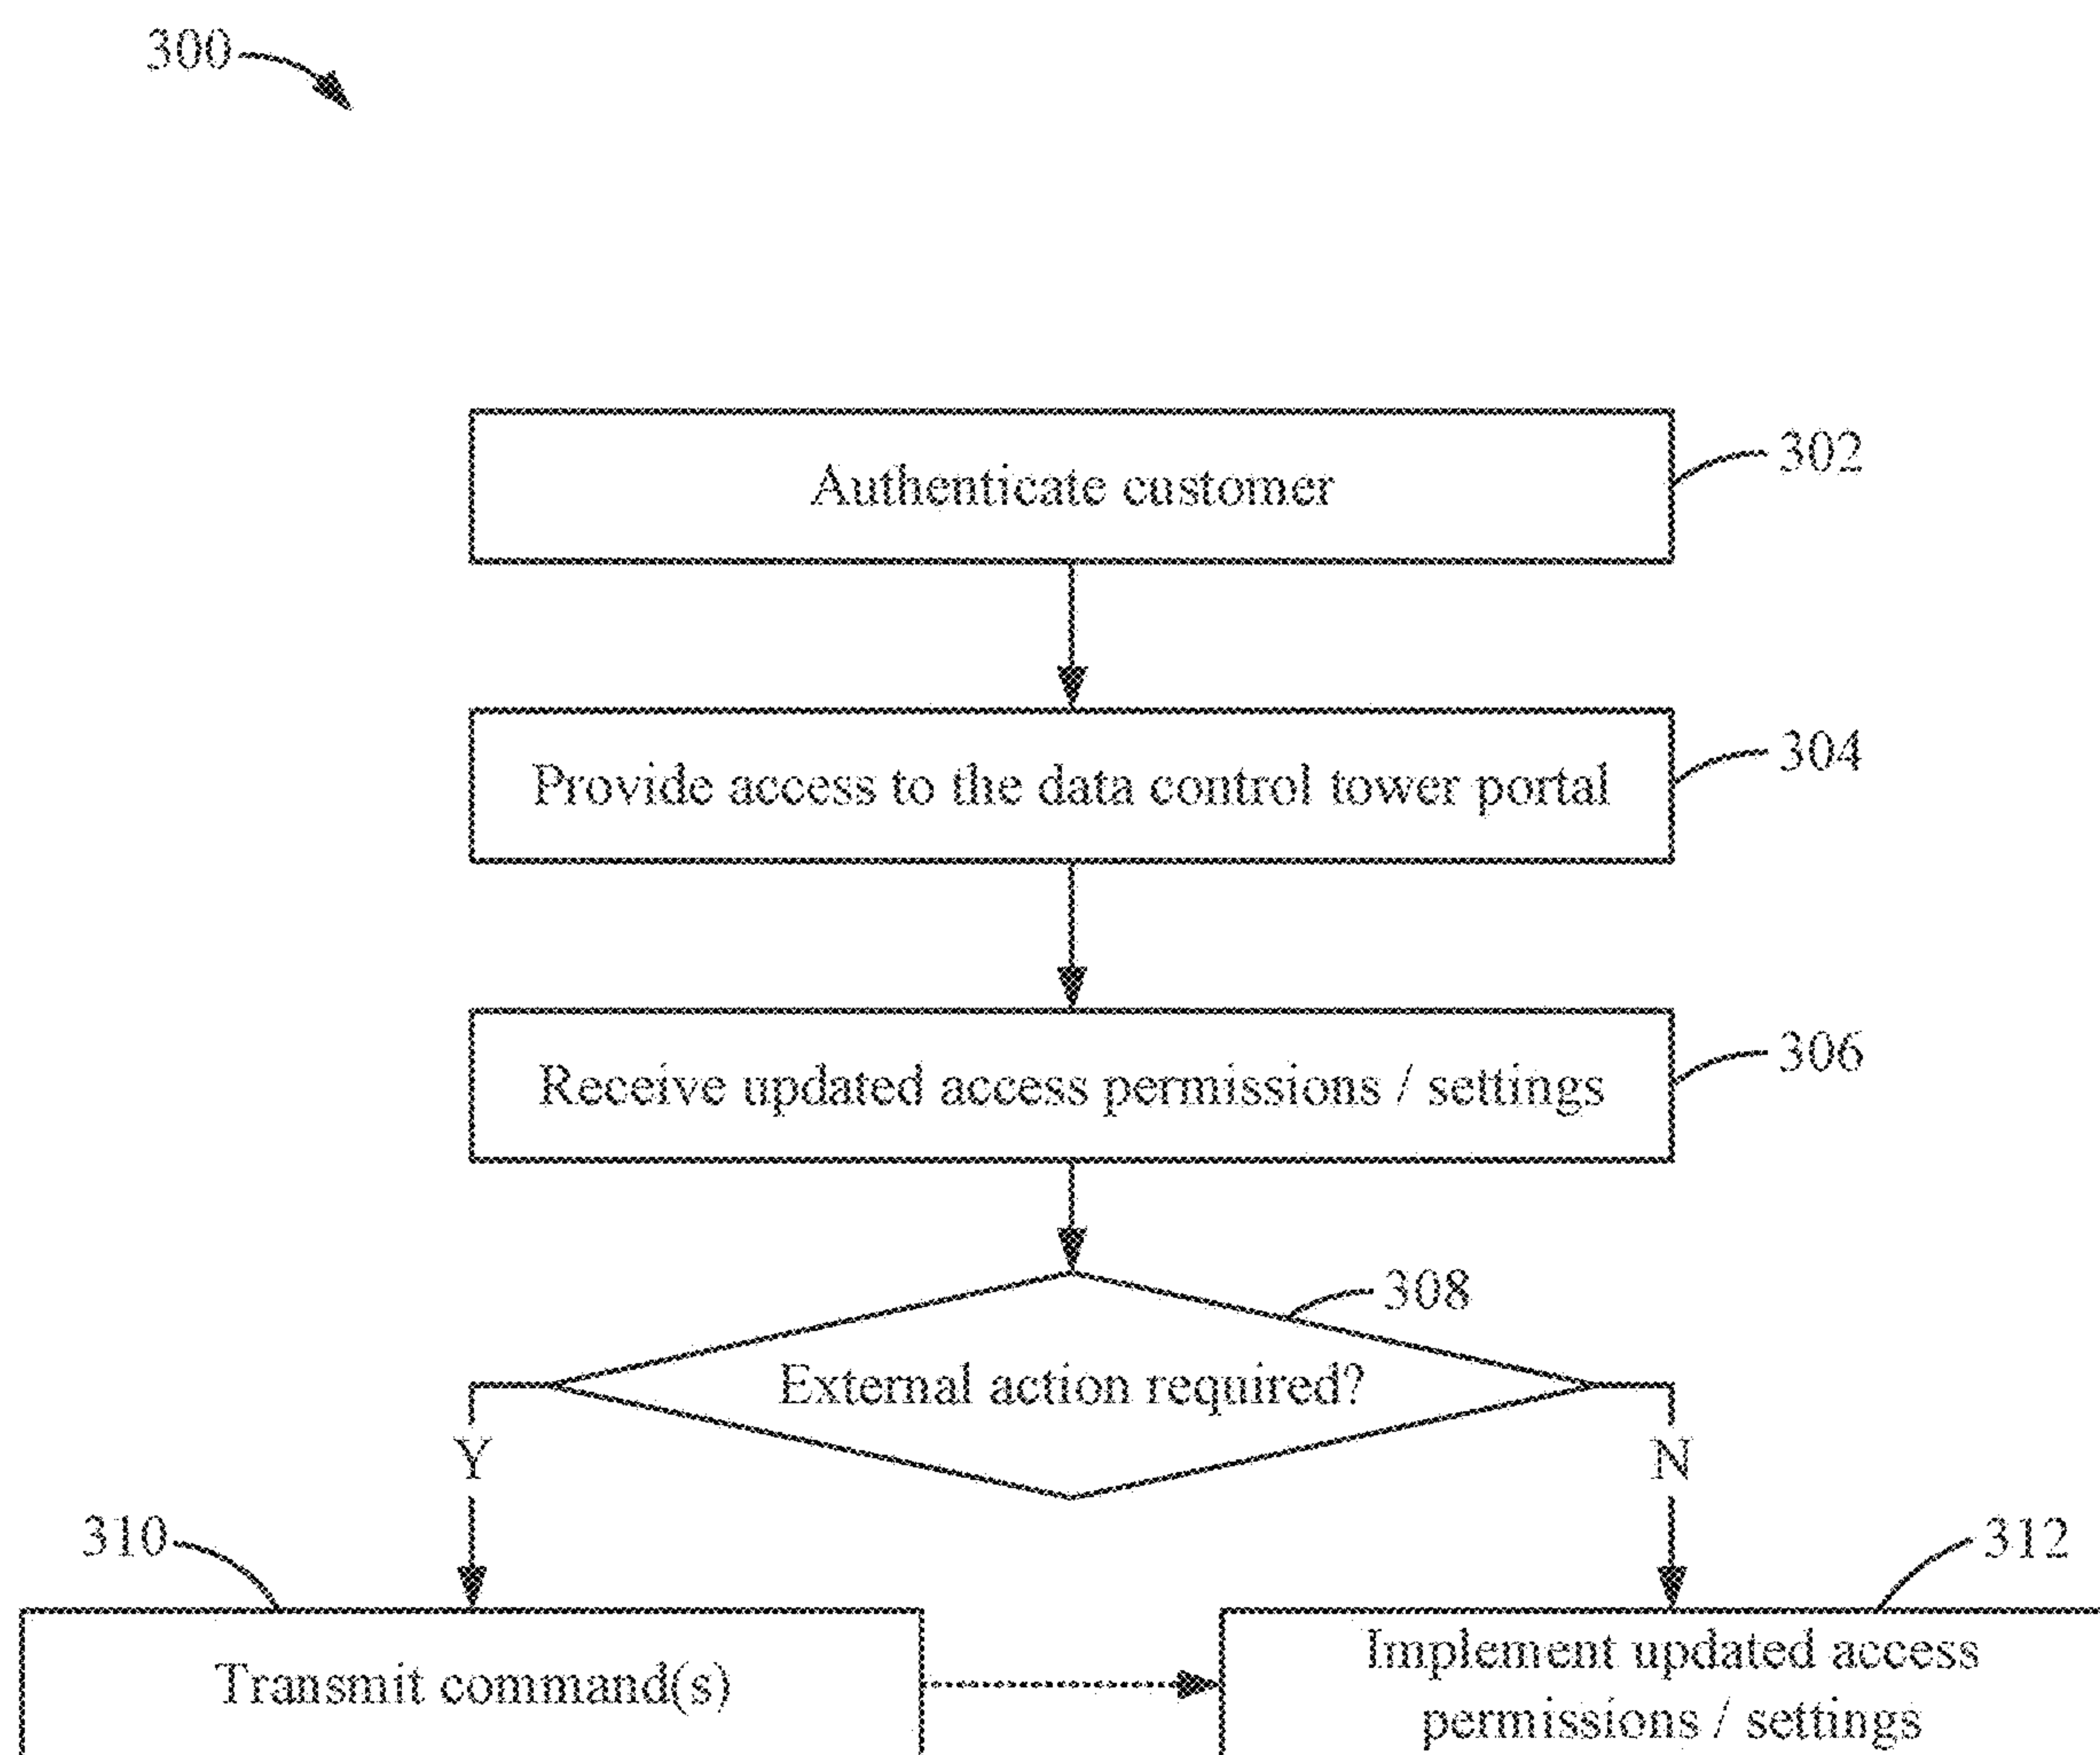 300
Authenticate customer
302
Provide access to the data control tower portal
304
Receive updated access permissions / settings
306
308
External action required?
Y
N
310
312
Transmit command(s)
Implement updated access
permissions / settings